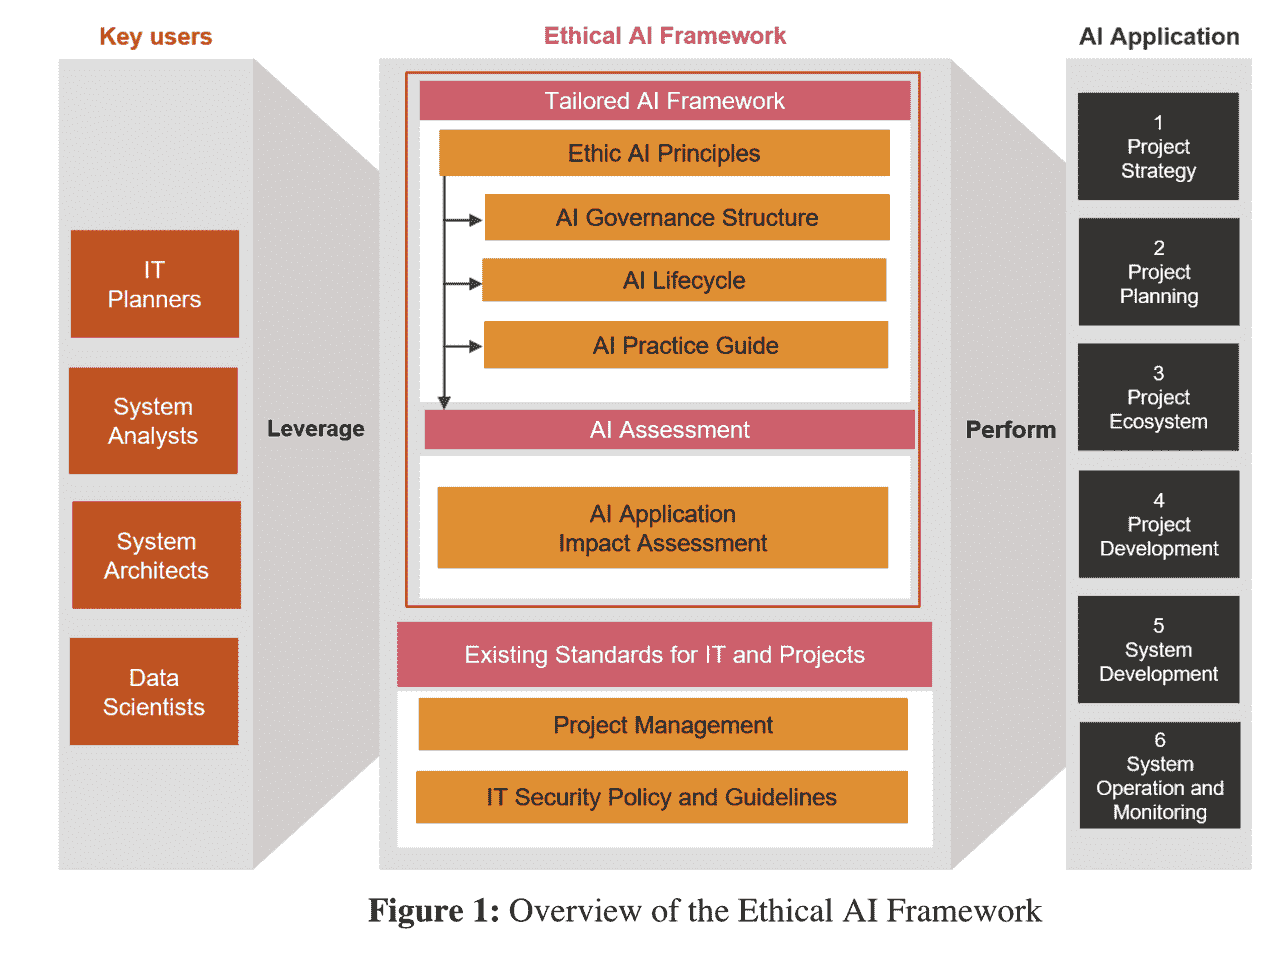 Key users
Ethical AI Framework
AI Application
IT
Planners
System
Analysts
System
Architects
Data
Scientists
Leverage
Tailored AI Framework
Ethic AI Principles
AI Governance Structure
AI Lifecycle
AI Practice Guide
AI Assessment
AI Application
Impact Assessment
Existing Standards for IT and Projects
Project Management
IT Security Policy and Guidelines
Perform
1
Project
Strategy
2
Project
Planning
3
Project
Ecosystem
4
Project
Development
5
System
Development
6
System
Operation and
Monitoring
Figure 1: Overview of the Ethical AI Framework